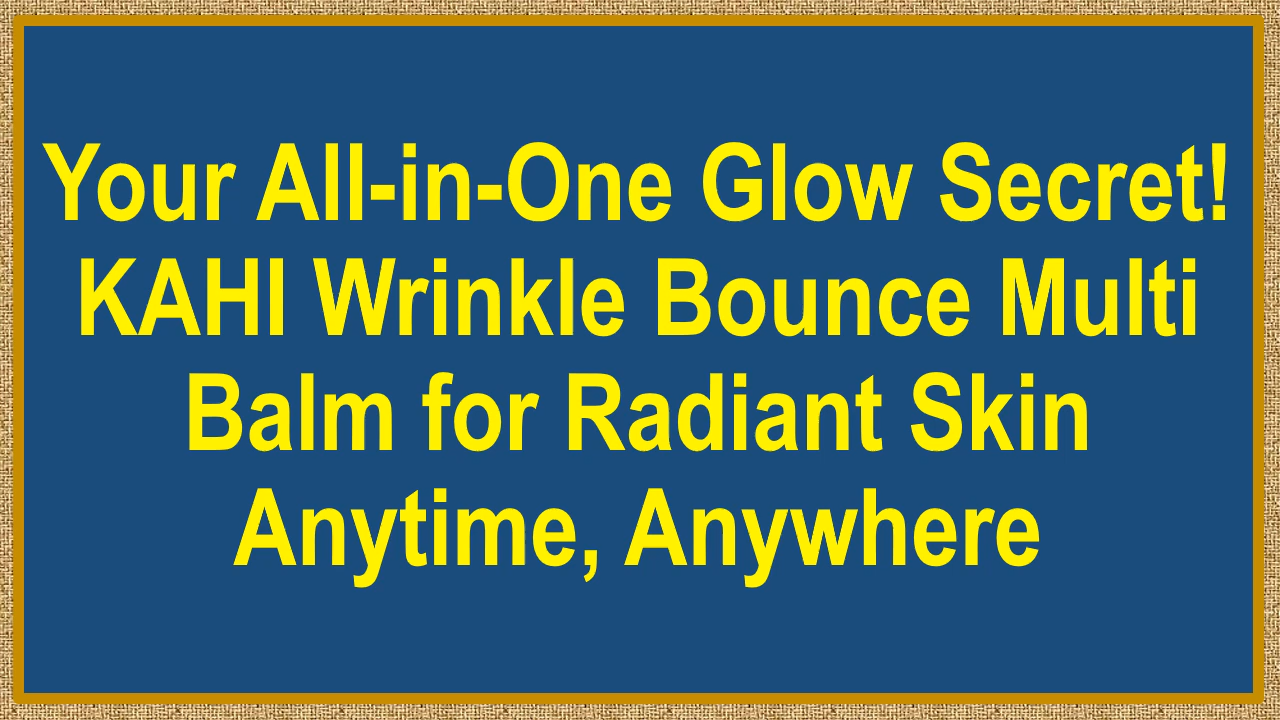 Your All-in-One Glow Secret!
KAHI Wrinkle Bounce Multi
Balm for Radiant Skin
Anytime, Anywhere